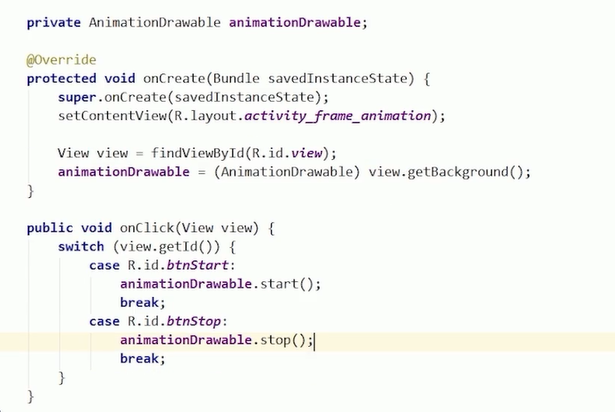 private AnimationDrawable animationDrawable;
@Override
protected void onCreate(Bundle savedInstanceState) {
super.onCreate(savedInstanceState);
setContentView(R.layout.activity_frame_animation);
View view = findViewById(R.id.view);
animationDrawable = (AnimationDrawable) view.getBackground();
}
public void onClick(View view) {
switch (view.getId()) {
case R.id.btnStart:
animationDrawable.start();
break;
case R.id.btnStop:
animationDrawable.stop();
break;
}
}